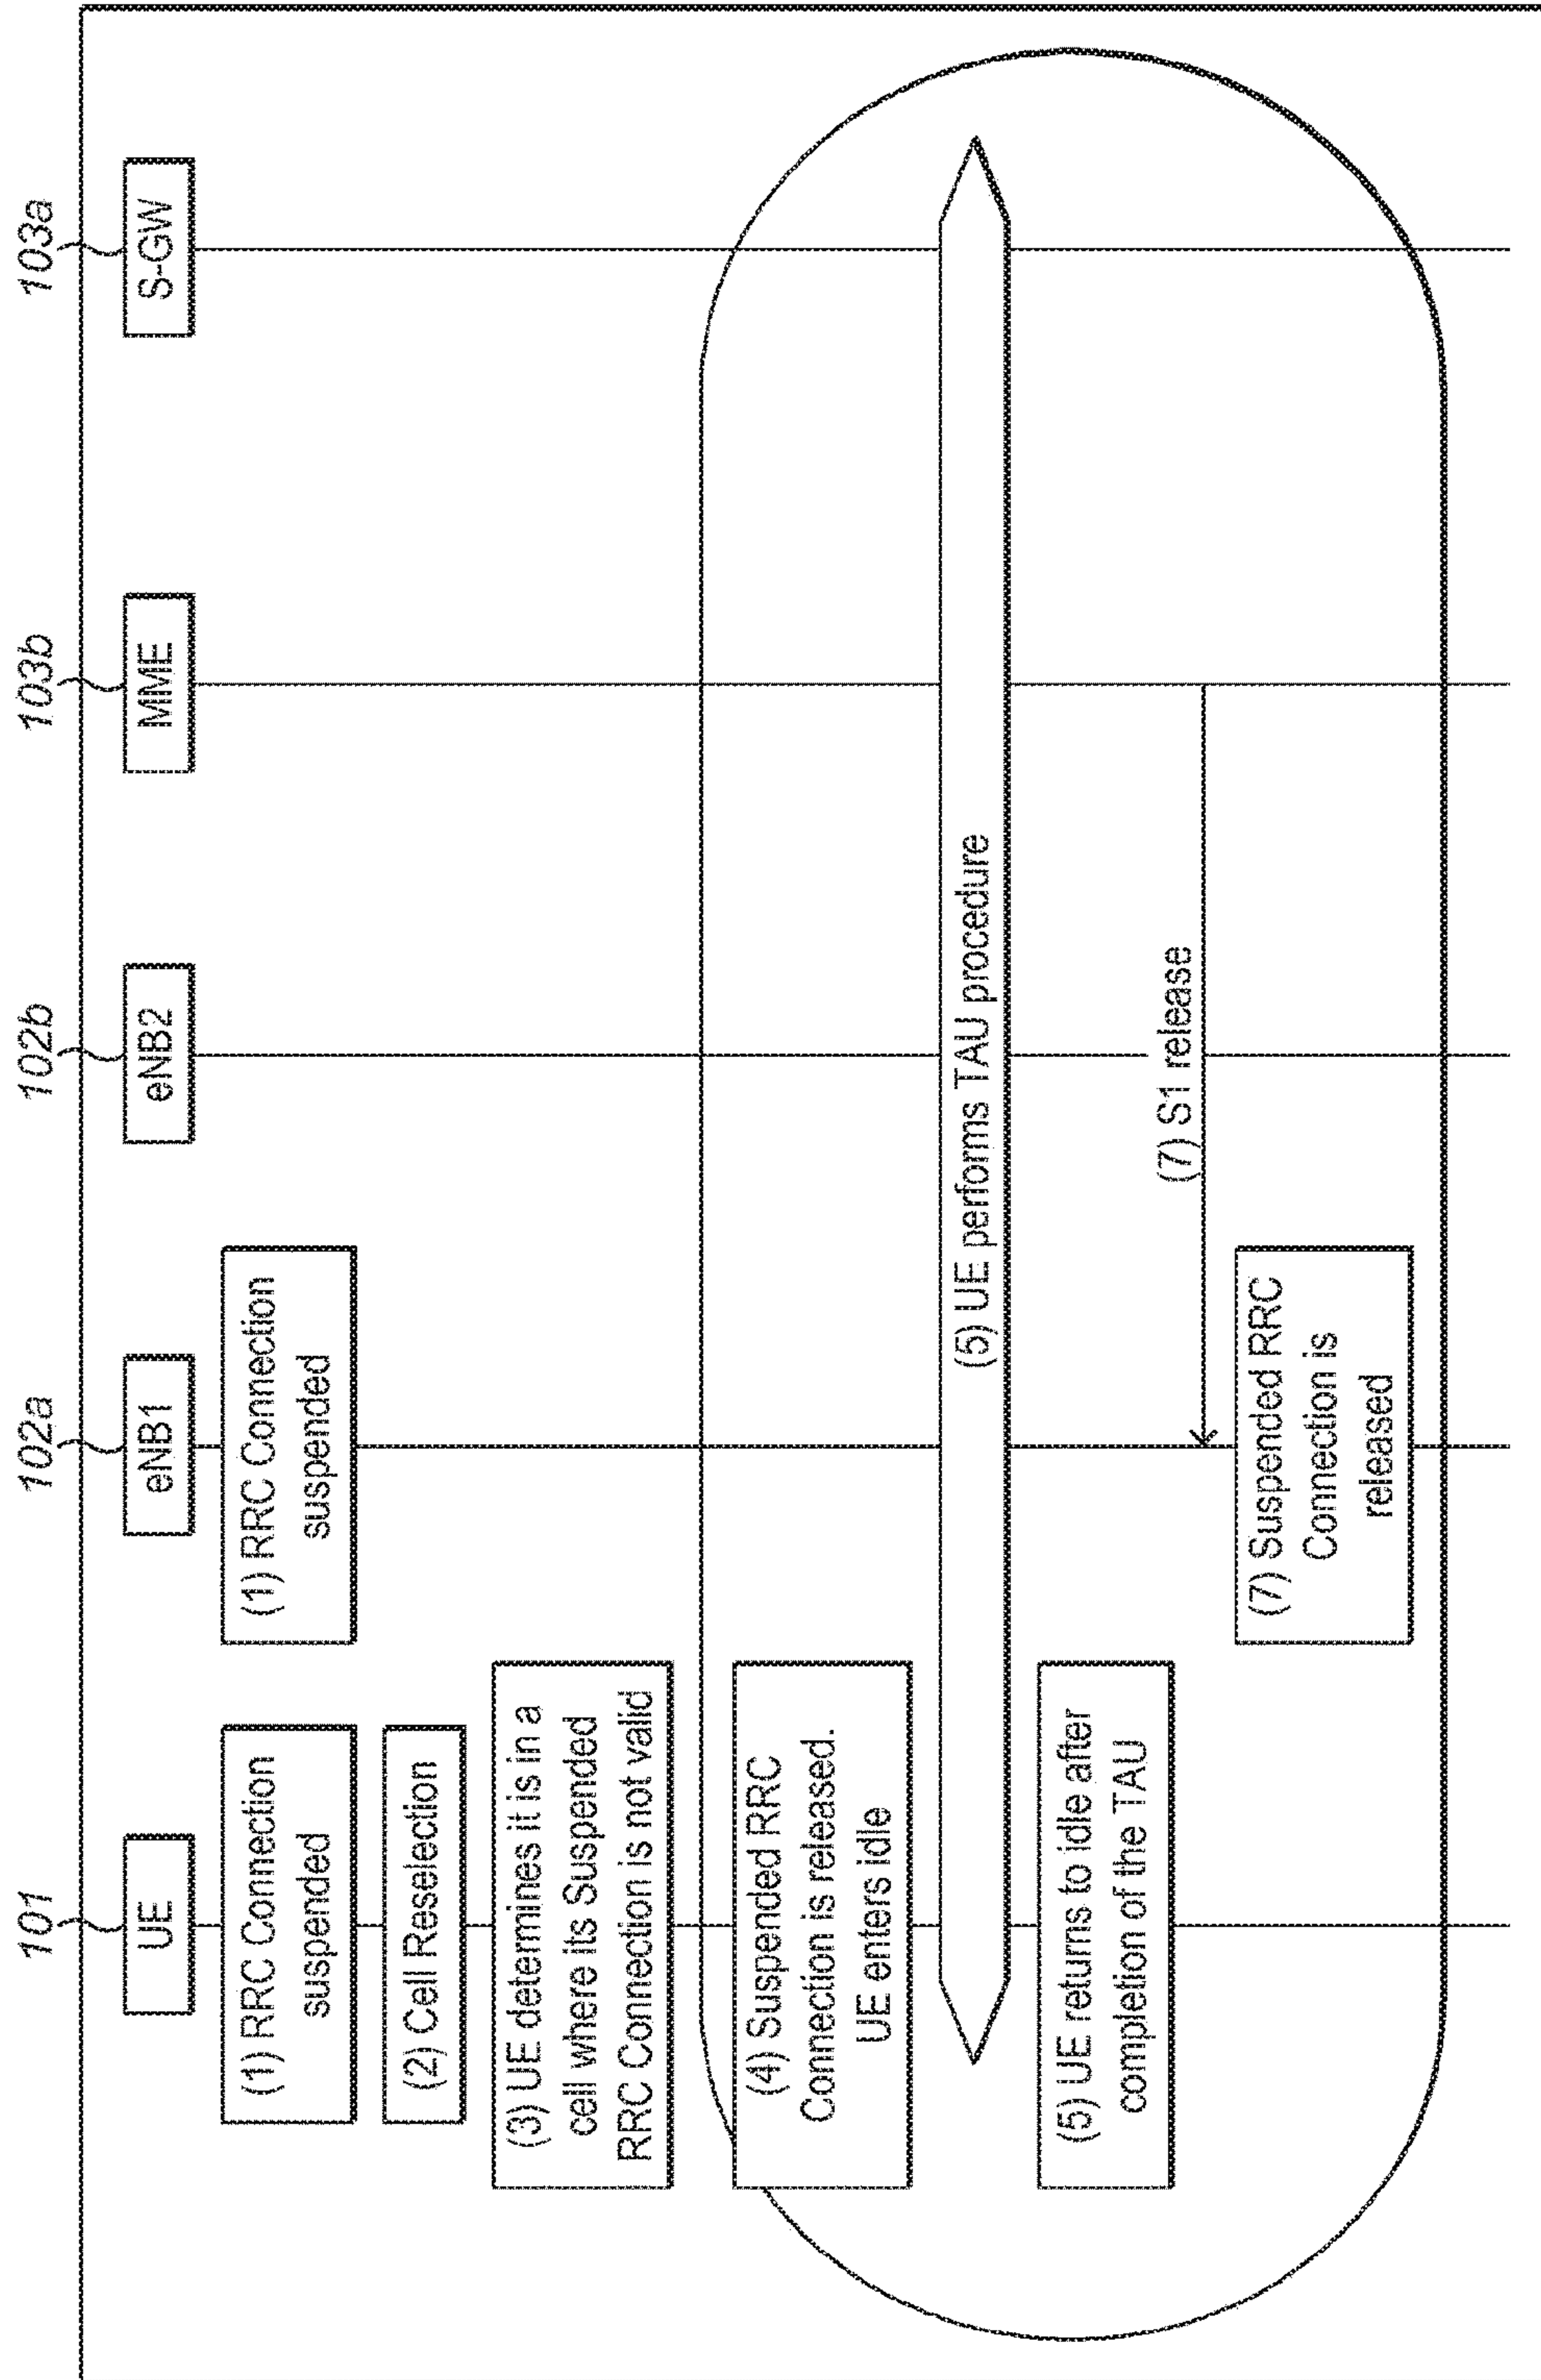 101
102a
102b
103b
103a
UE
eNB1
eNB2
MME
S-GW
(1) RRC Connection
suspended
(1) RRC Connection
suspended
(2) Cell Reselection
(3) UE determines it is in a
cell where its Suspended
RRC Connection is not valid
(4) Suspended RRC
Connection is released.
UE enters idle
(5) UE performs TAU procedure
(5) UE returns to idle after
completion of the TAU
(7) S1 release
(7) Suspended RRC
Connection is
released